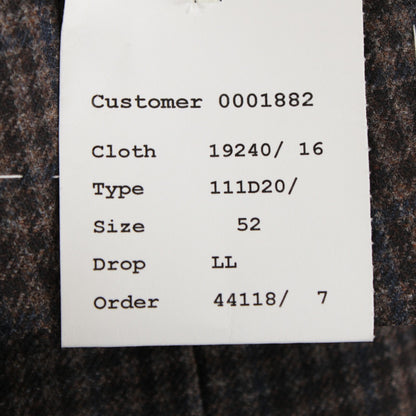 Customer 0001882
Cloth 19240/ 16
Type 111D20/
Size 52
Drop LL
Order 44118/ 7